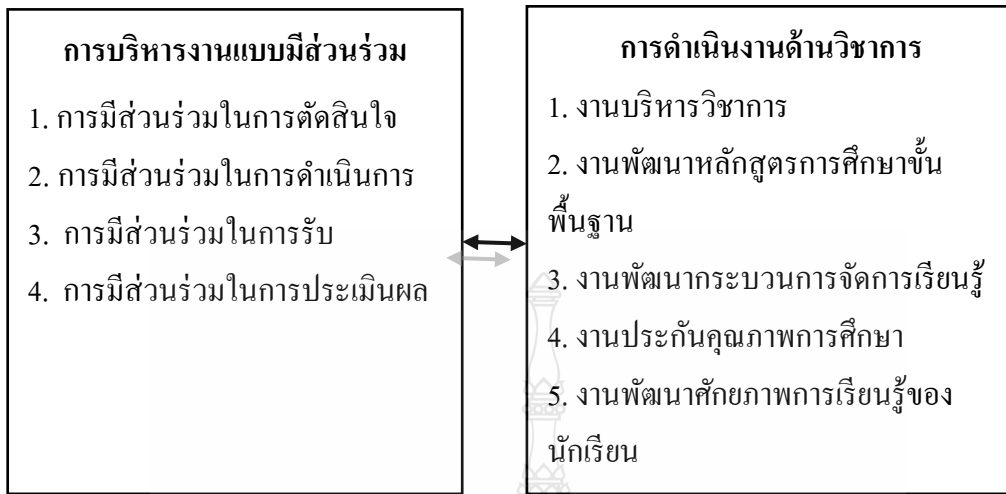 การบริหารงานแบบมีส่วนร่วม
1. การมีส่วนร่วมในการตัดสินใจ
2. การมีส่วนร่วมในการดำเนินการ
3. การมีส่วนร่วมในการรับ
4. การมีส่วนร่วมในการประเมินผล
การดำเนินงานด้านวิชาการ
1. งานบริหารวิชาการ
2. งานพัฒนาหลักสูตรการศึกษาขั้น
พื้นฐาน
3. งานพัฒนากระบวนการจัดการเรียนรู้
4. งานประกันคุณภาพการศึกษา
5. งานพัฒนาศักยภาพการเรียนรู้ของ
นักเรียน